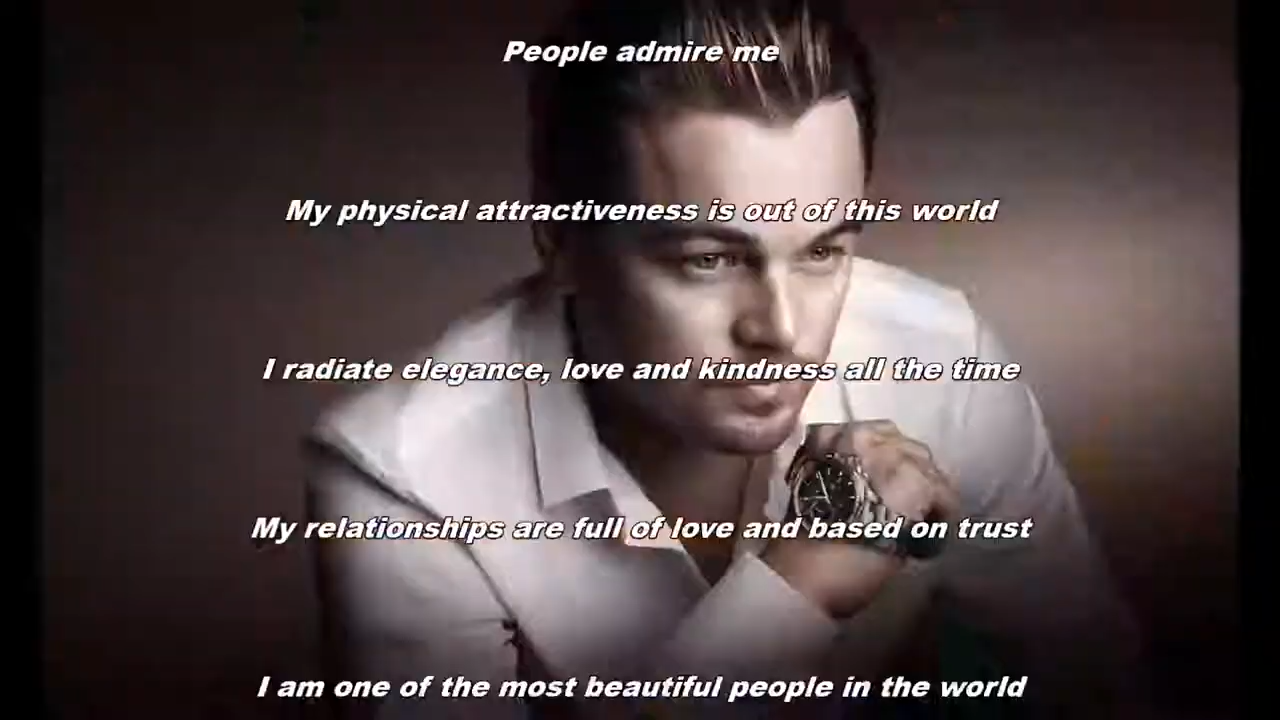 People admire me
My physical attractiveness is out of this world
I radiate elegance, love and kindness all the time
My relationships are full of love and based on trust
I am one of the most beautiful people in the world